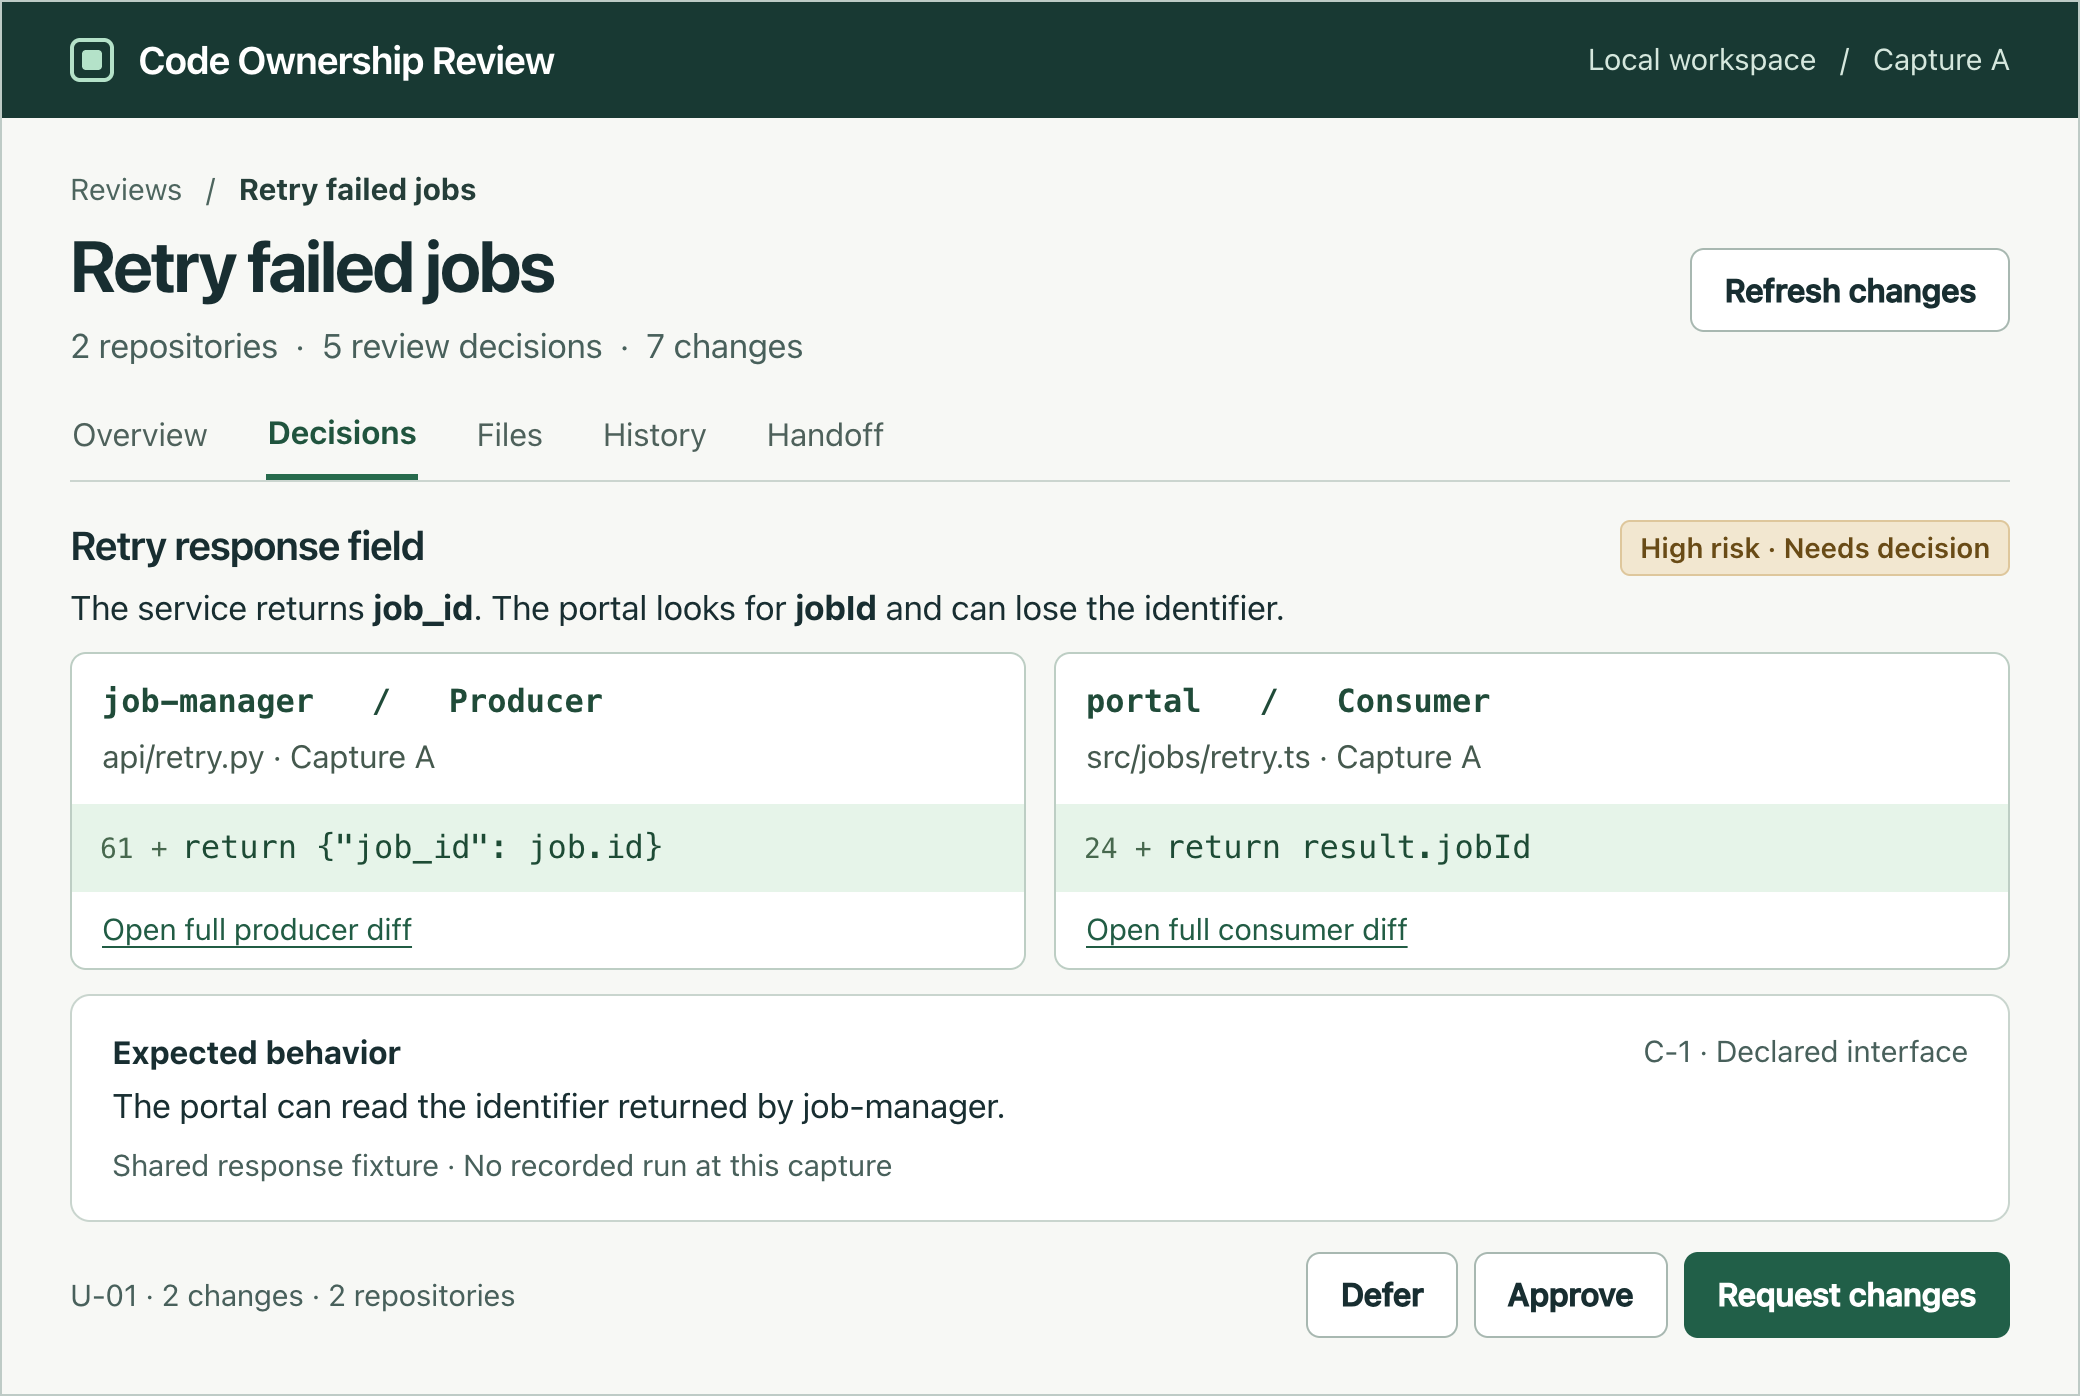 Code Ownership Review
Local workspace / Capture A
Reviews / Retry failed jobs
Retry failed jobs
Refresh changes
2 repositories · 5 review decisions · 7 changes
Overview Decisions Files History Handoff
Retry response field
High risk · Needs decision
The service returns job_id. The portal looks for jobId and can lose the identifier.
job-manager / Producer
api/retry.py · Capture A
61 + return {"job_id": job.id}
Open full producer diff
portal / Consumer
src/jobs/retry.ts · Capture A
24 + return result.jobId
Open full consumer diff
Expected behavior
C-1 · Declared interface
The portal can read the identifier returned by job-manager.
Shared response fixture · No recorded run at this capture
U-01 · 2 changes · 2 repositories
Defer
Approve
Request changes